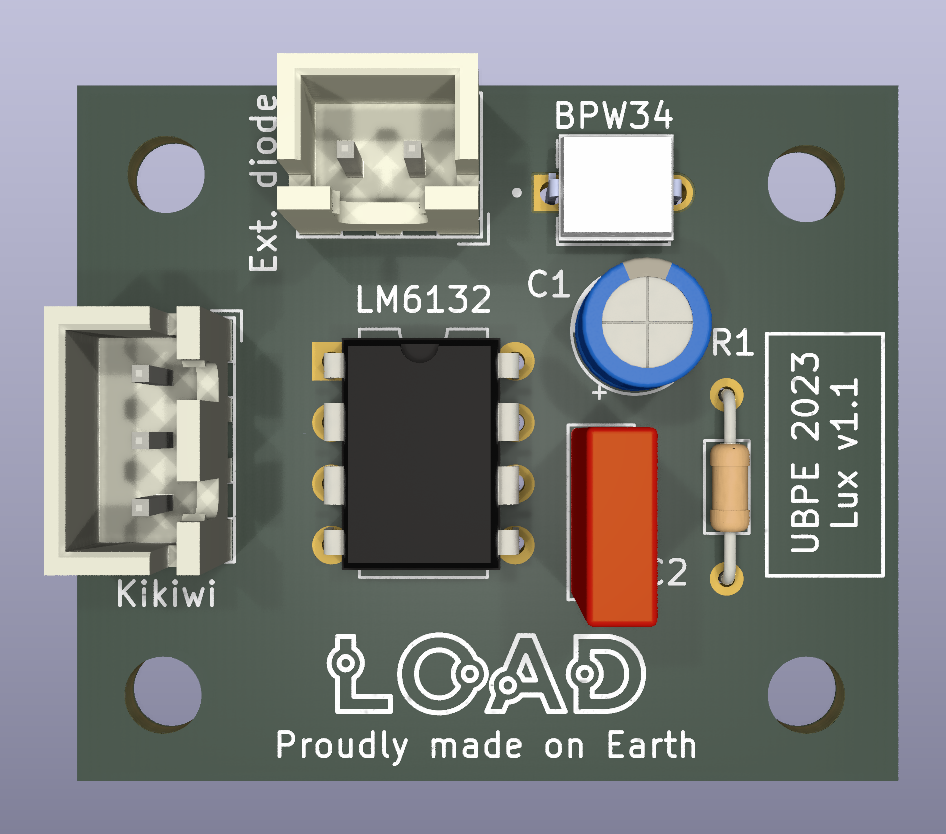 Ext. diode
BPW34
C1
LM6132
R1
UBPE 2023
Lux v1.1
C2
Kikiwi
LOAD
Proudly made on Earth